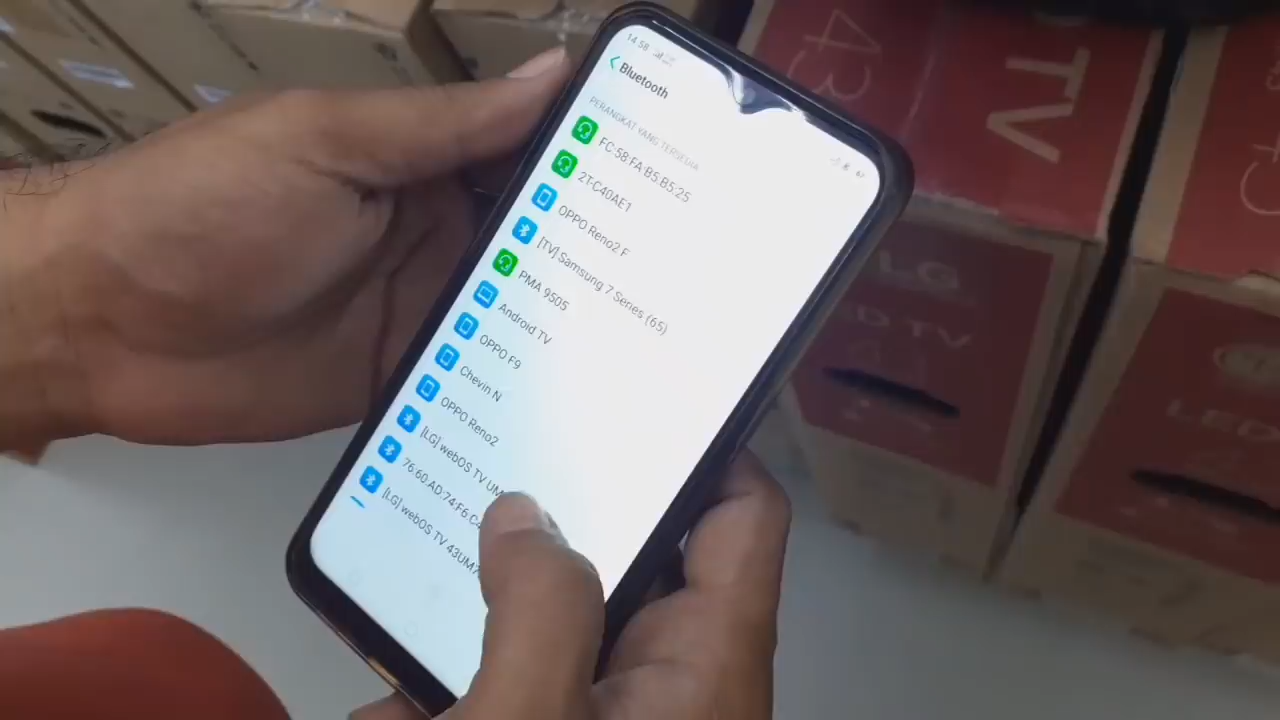 14:58
Bluetooth
PERANGKAT YANG TERSEDIA
FC:58:FA:B5:B5:25
2T-C40AE1
OPPO Reno2 F
[TV] Samsung 7 Series (65)
PMA 9505
Android TV
OPPO F9
Chevin N
OPPO Reno2
[LG] webOS TV
76:60:AD:74:F6
[LG] webOS TV
43
TV
LG
LED TV
LED